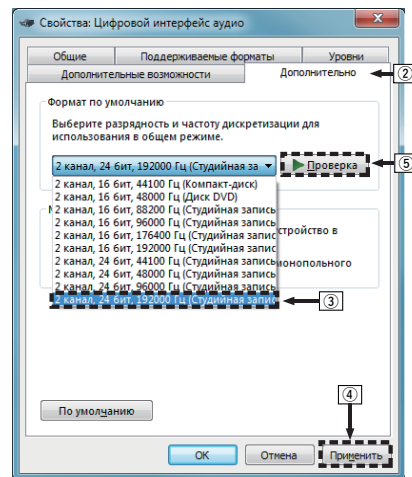 Свойства: Цифровой интерфейс аудио
Общие Поддерживаемые форматы Уровни
Дополнительные возможности Дополнительно ②
Формат по умолчанию
Выберите разрядность и частоту дискретизации для
использования в общем режиме.
2 канал, 24 бит, 192000 Гц (Студийная за Проверка ⑤
2 канал, 16 бит, 44100 Гц (Компакт-диск)
2 канал, 16 бит, 48000 Гц (Диск DVD)
2 канал, 16 бит, 88200 Гц (Студийная запись
2 канал, 16 бит, 96000 Гц (Студийная запись
2 канал, 16 бит, 176400 Гц (Студийная запис
стройство в
2 канал, 16 бит, 192000 Гц (Студийная запис
2 канал, 24 бит, 44100 Гц (Студийная запись
монопольного
2 канал, 24 бит, 48000 Гц (Студийная запись
2 канал, 24 бит, 96000 Гц (Студийная запись
2 канал, 24 бит, 192000 Гц (Студийная запис
③
④
По умолчанию
OK Отмена Применить